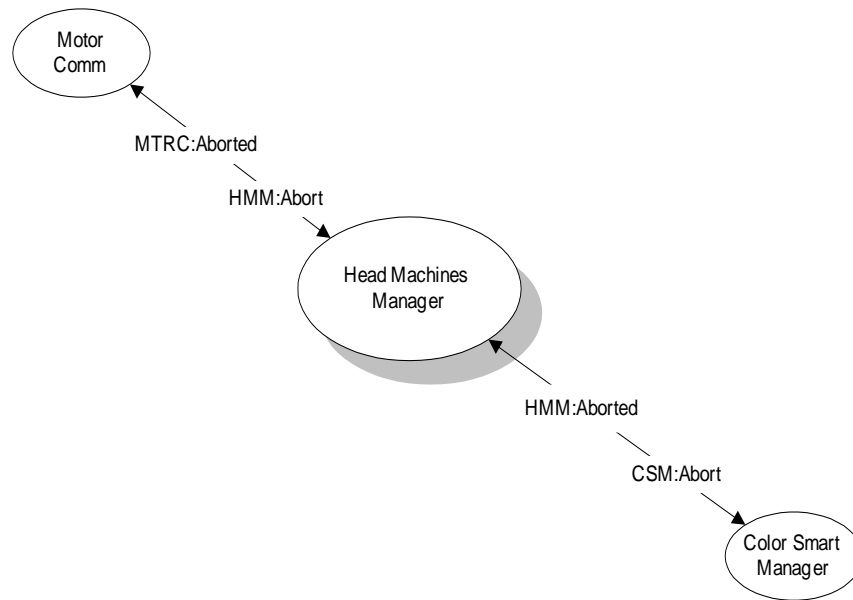 Motor
Comm
MTRC:Aborted
HMM:Abort
Head Machines
Manager
HMM:Aborted
CSM:Abort
Color Smart
Manager